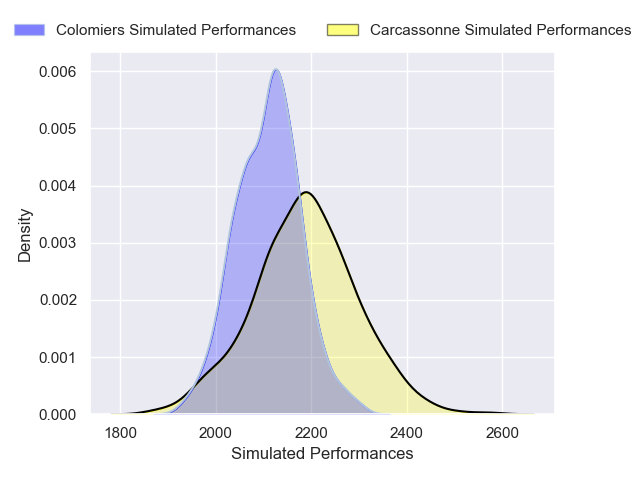 Colomiers Simulated Performances
Carcassonne Simulated Performances
0.006
0.005
0.004
0.003
0.002
0.001
0.000
Density
1800 2000 2200 2400 2600
Simulated Performances